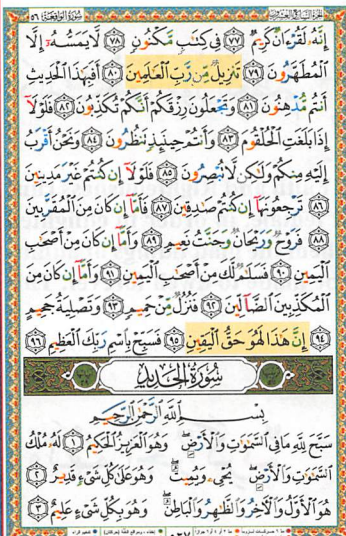 سُورَةُ الوَاقِعَة ٥٦
إِنَّهُۥ لَقُرْءَانٌ كَرِيمٌ ٧٧ فِى كِتَٰبٍ مَّكْنُونٍ ٧٨ لَّا يَمَسُّهُۥٓ إِلَّا
ٱلْمُطَهَّرُونَ ٧٩ تَنزِيلٌ مِّن رَّبِّ ٱلْعَٰلَمِينَ ٨٠ أَفَبِهَٰذَا ٱلْحَدِيثِ
أَنتُم مُّدْهِنُونَ ٨١ وَتَجْعَلُونَ رِزْقَكُمْ أَنَّكُمْ تُكَذِّبُونَ ٨٢ فَلَوْلَآ
إِذَا بَلَغَتِ ٱلْحُلْقُومَ ٨٣ وَأَنتُمْ حِينَئِذٍ تَنظُرُونَ ٨٤ وَنَحْنُ أَقْرَبُ
إِلَيْهِ مِنكُمْ وَلَٰكِن لَّا تُبْصِرُونَ ٨٥ فَلَوْلَآ إِن كُنتُمْ غَيْرَ مَدِينِينَ
٨٦ تَرْجِعُونَهَآ إِن كُنتُمْ صَٰدِقِينَ ٨٧ فَأَمَّآ إِن كَانَ مِنَ ٱلْمُقَرَّبِينَ
٨٨ فَرَوْحٌ وَرَيْحَانٌ وَجَنَّتُ نَعِيمٍ ٨٩ وَأَمَّآ إِن كَانَ مِنْ أَصْحَٰبِ
ٱلْيَمِينِ ٩٠ فَسَلَٰمٌ لَّكَ مِنْ أَصْحَٰبِ ٱلْيَمِينِ ٩١ وَأَمَّآ إِن كَانَ مِنَ
ٱلْمُكَذِّبِينَ ٱلضَّآلِّينَ ٩٢ فَنُزُلٌ مِّنْ حَمِيمٍ ٩٣ وَتَصْلِيَةُ جَحِيمٍ
٩٤ إِنَّ هَٰذَا لَهُوَ حَقُّ ٱلْيَقِينِ ٩٥ فَسَبِّحْ بِٱسْمِ رَبِّكَ ٱلْعَظِيمِ ٩٦
سُورَةُ الحَدِيدِ
بِسْمِ ٱللَّهِ ٱلرَّحْمَٰنِ ٱلرَّحِيمِ
سَبَّحَ لِلَّهِ مَا فِى ٱلسَّمَٰوَٰتِ وَٱلْأَرْضِ وَهُوَ ٱلْعَزِيزُ ٱلْحَكِيمُ ١ لَهُۥ مُلْكُ
ٱلسَّمَٰوَٰتِ وَٱلْأَرْضِ يُحْىِۦ وَيُمِيتُ وَهُوَ عَلَىٰ كُلِّ شَىْءٍ قَدِيرٌ ٢
هُوَ ٱلْأَوَّلُ وَٱلْءَاخِرُ وَٱلظَّٰهِرُ وَٱلْبَاطِنُ وَهُوَ بِكُلِّ شَىْءٍ عَلِيمٌ ٣